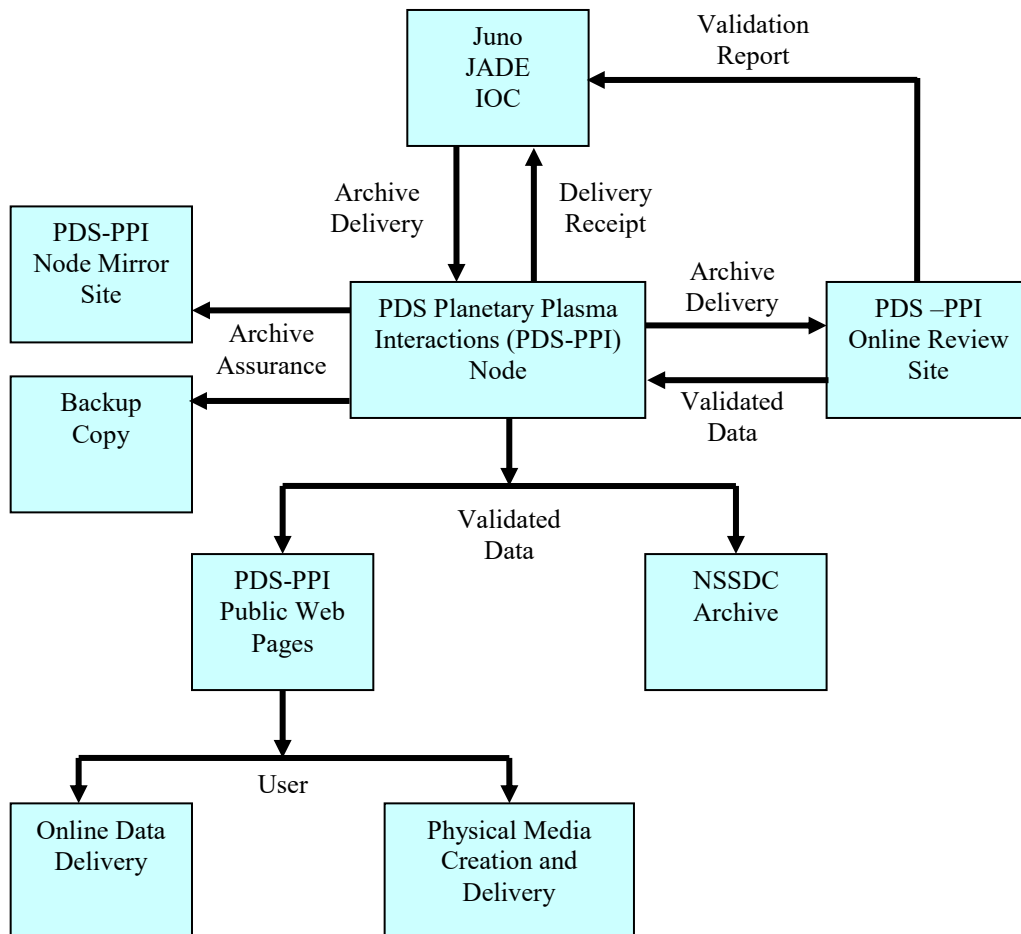 Juno
JADE
IOC
Validation
Report
Archive
Delivery
Delivery
Receipt
PDS-PPI
Node Mirror
Site
PDS Planetary Plasma
Interactions (PDS-PPI)
Node
Archive
Delivery
PDS –PPI
Online Review
Site
Archive
Assurance
Validated
Data
Backup
Copy
Validated
Data
PDS-PPI
Public Web
Pages
NSSDC
Archive
User
Online Data
Delivery
Physical Media
Creation and
Delivery